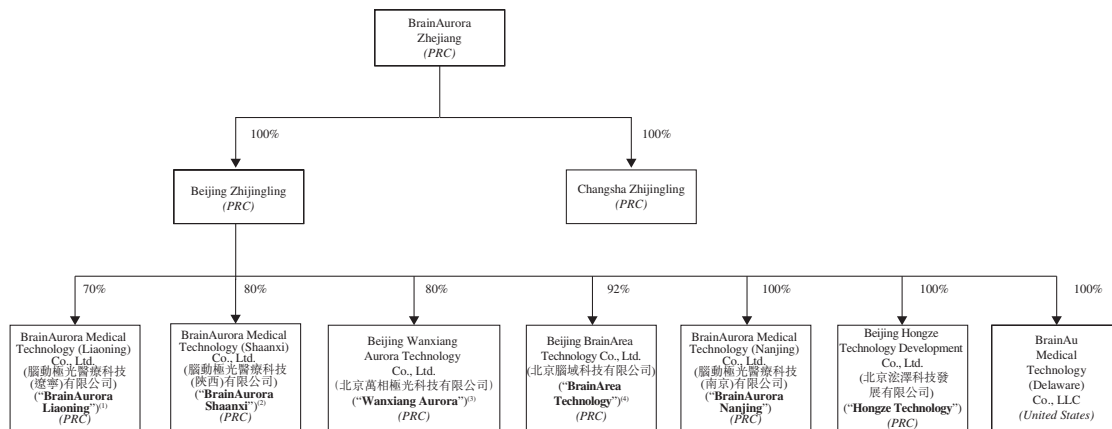 BrainAurora
Zhejiang
(PRC)
100%
100%
Beijing Zhijingling
(PRC)
Changsha Zhijingling
(PRC)
70%
80%
80%
92%
100%
100%
100%
BrainAurora Medical
Technology (Liaoning)
Co., Ltd.
(腦動極光醫療科技
(遼寧)有限公司)
(“BrainAurora
Liaoning”)(1)
(PRC)
BrainAurora Medical
Technology (Shaanxi)
Co., Ltd.
(腦動極光醫療科技
(陝西)有限公司)
(“BrainAurora
Shaanxi”)(2)
(PRC)
Beijing Wanxiang
Aurora Technology
Co., Ltd.
(北京萬相極光科技有限公司)
(“Wanxiang Aurora”)(3)
(PRC)
Beijing BrainArea
Technology Co., Ltd.
(北京腦域科技有限公司)
(“BrainArea
Technology”)(4)
(PRC)
BrainAurora Medical
Technology (Nanjing)
Co., Ltd.
(腦動極光醫療科技
(南京)有限公司)
(“BrainAurora
Nanjing”)
(PRC)
Beijing Hongze
Technology Development
Co., Ltd.
(北京浤澤科技發
展有限公司)
(“Hongze Technology”)
(PRC)
BrainAu
Medical
Technology
(Delaware)
Co., LLC
(United States)